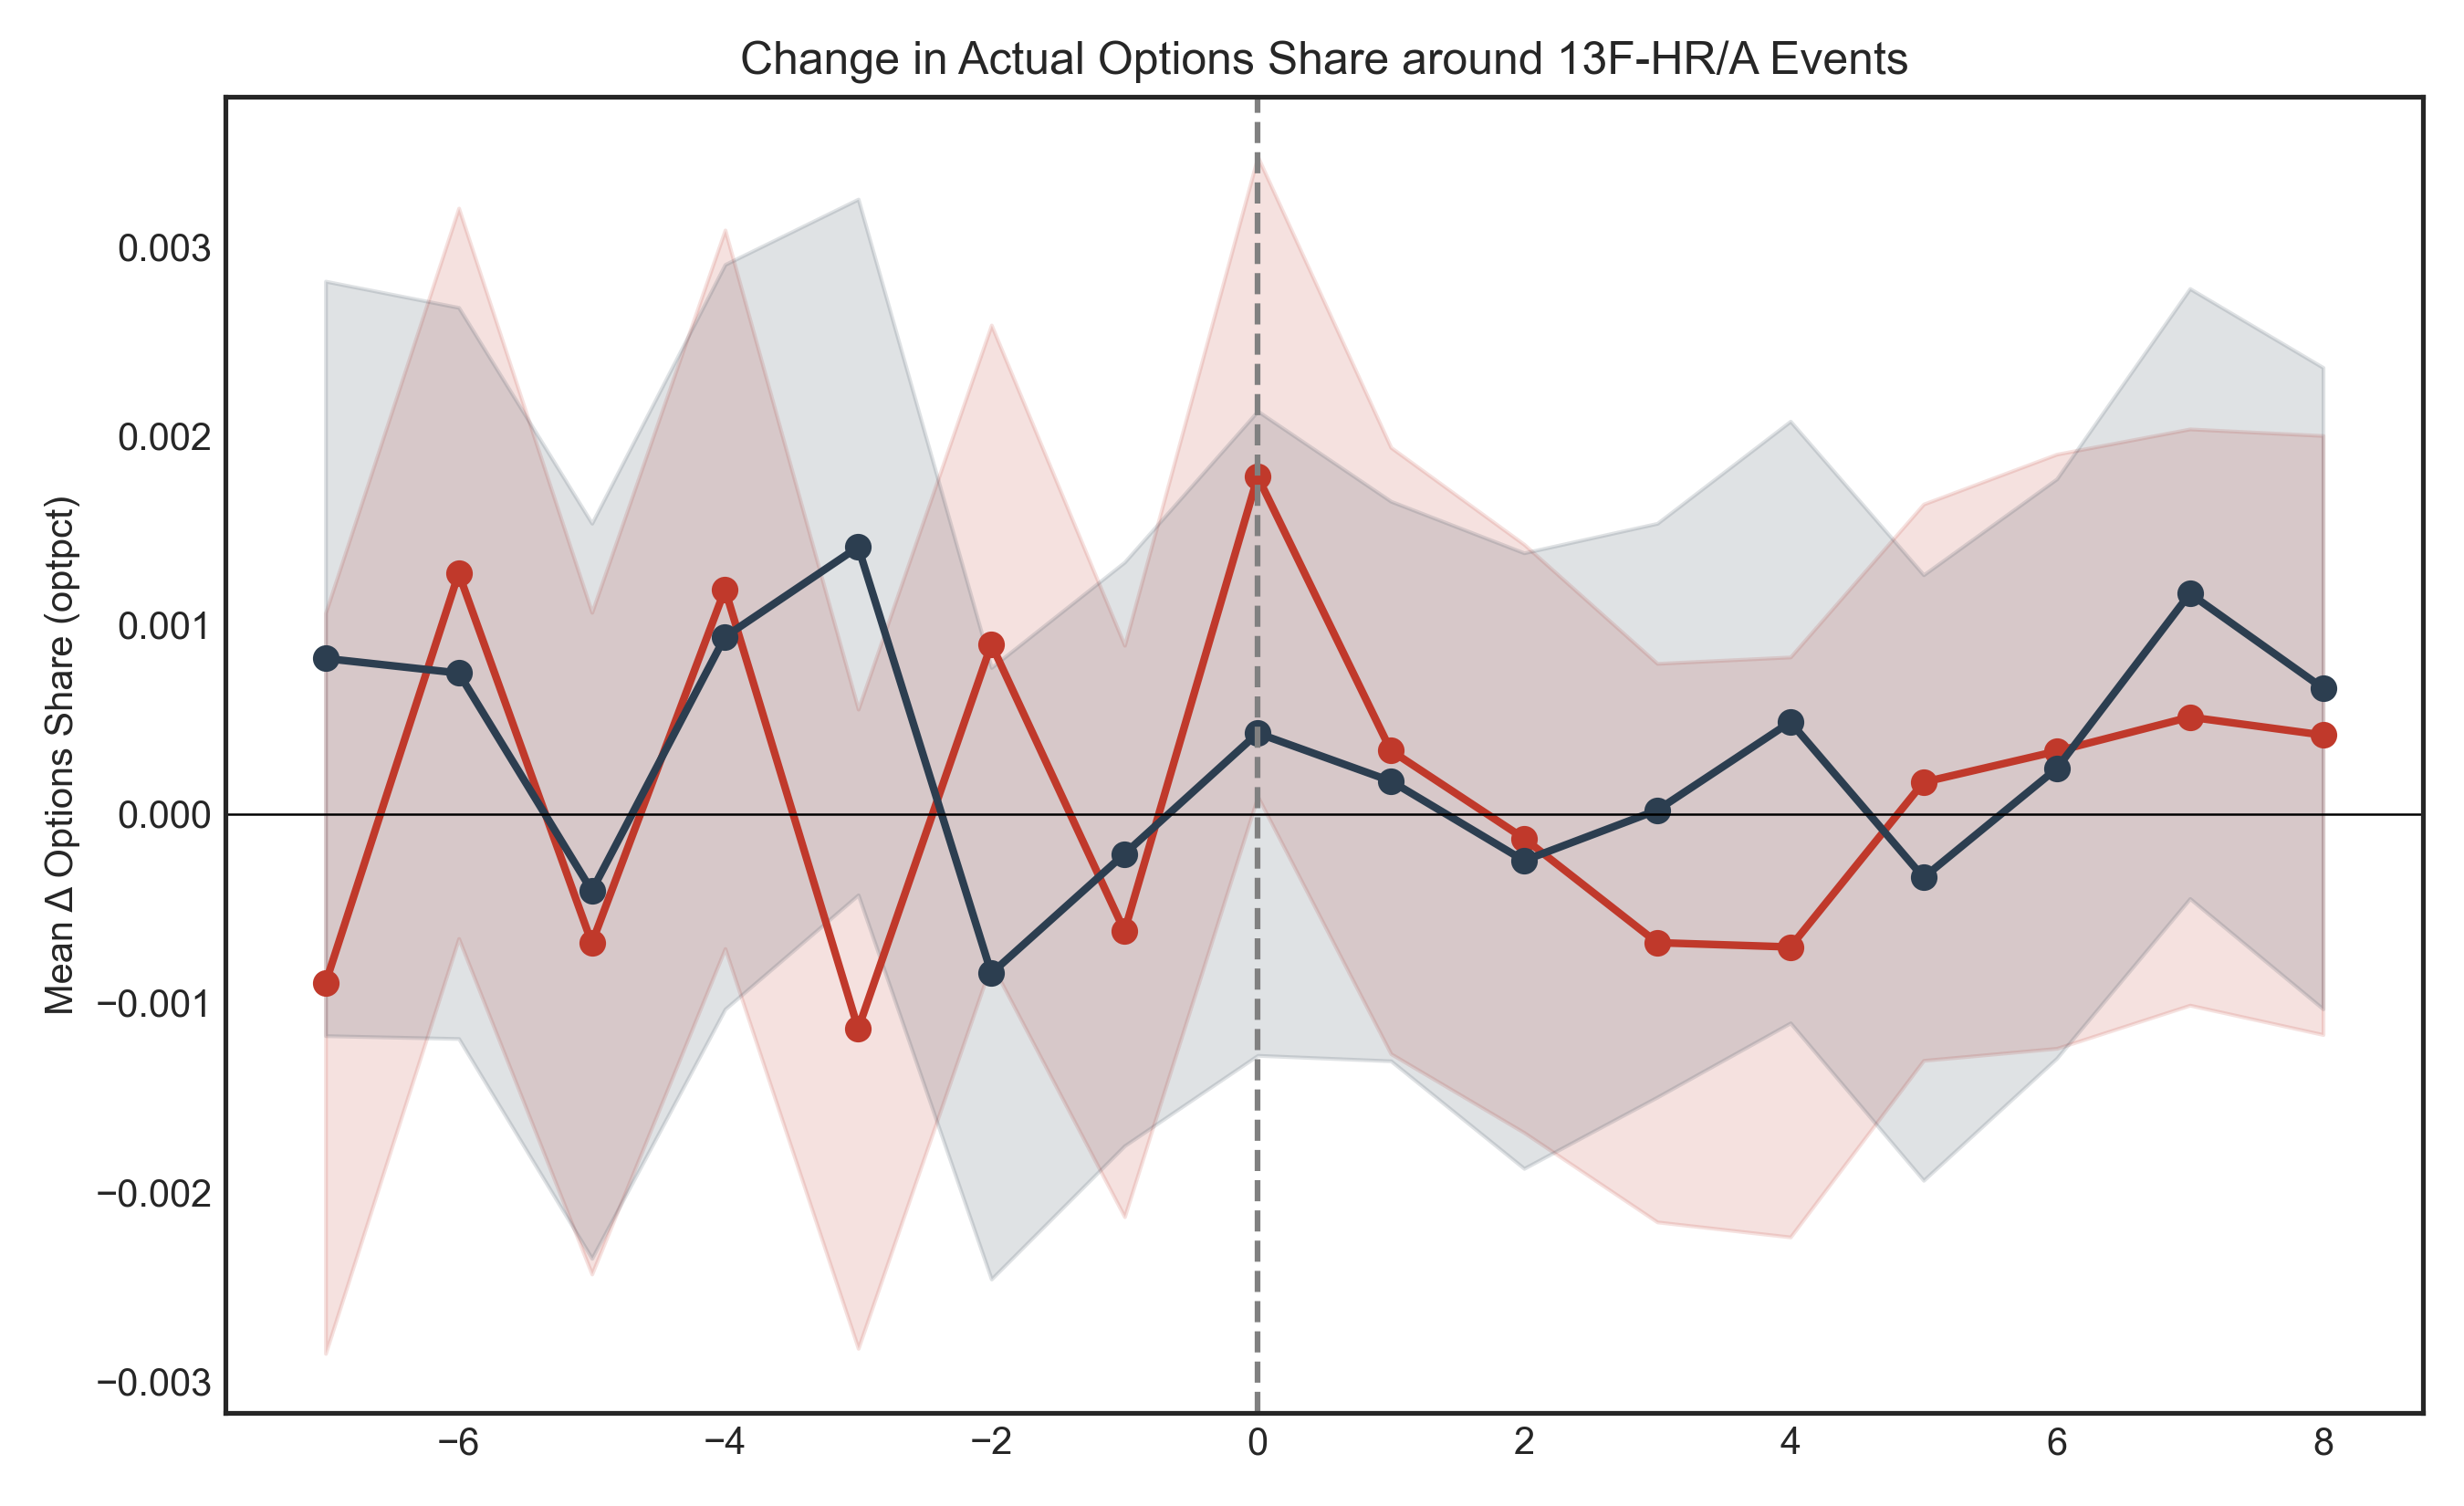 Change in Actual Options Share around 13F-HR/A Events
Mean Δ Options Share (optpct)
0.003
0.002
0.001
0.000
−0.001
−0.002
−0.003
−6 −4 −2 0 2 4 6 8